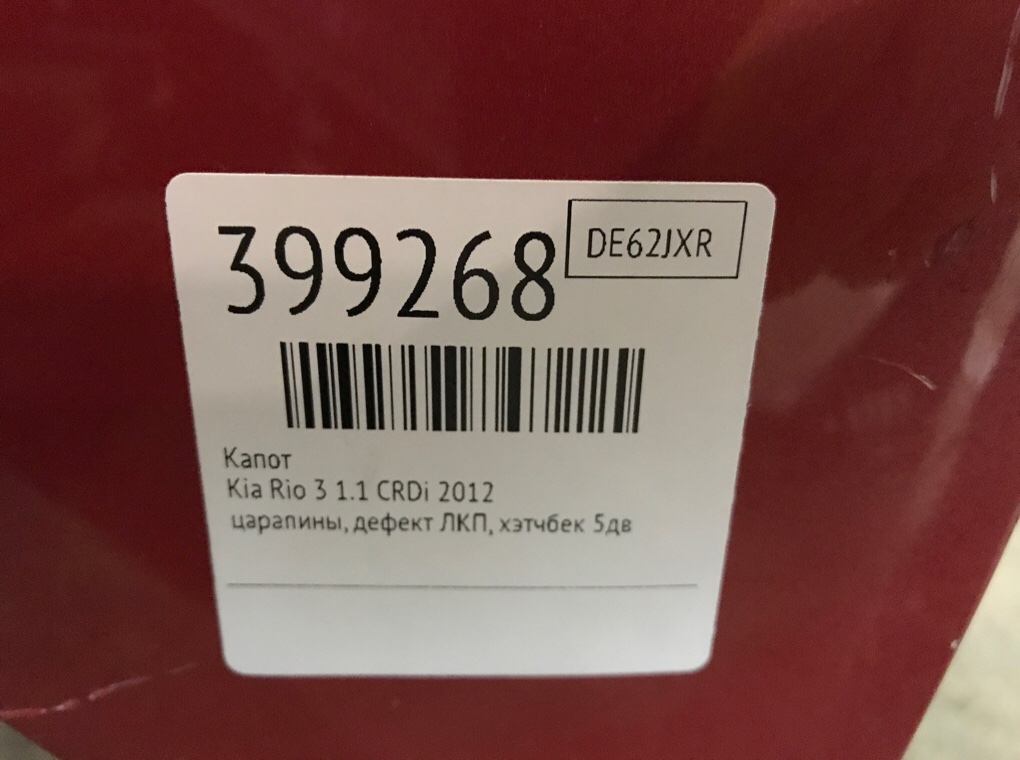 399268
DE62JXR
Капот
Kia Rio 3 1.1 CRDi 2012
царапины, дефект ЛКП, хэтчбек 5дв